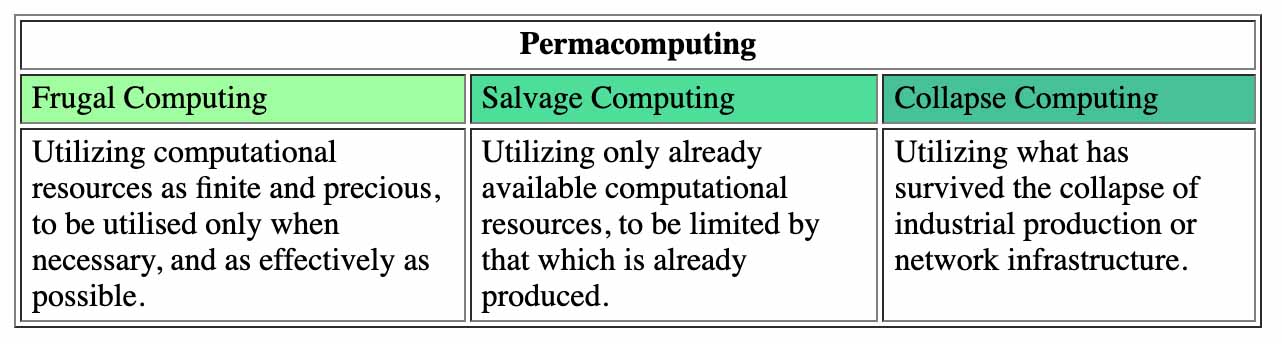 Permacomputing
Frugal Computing
Salvage Computing
Collapse Computing
Utilizing computational
resources as finite and precious,
to be utilised only when
necessary, and as effectively as
possible.
Utilizing only already
available computational
resources, to be limited by
that which is already
produced.
Utilizing what has
survived the collapse of
industrial production or
network infrastructure.